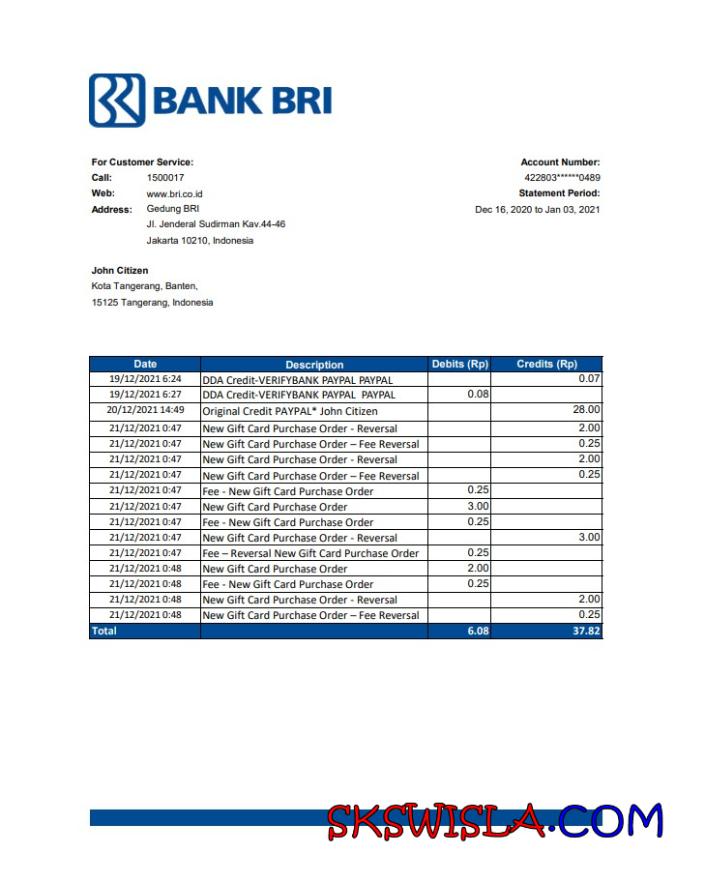 BANK BRI
For Customer Service:
Call: 1500017
Web: www.bri.co.id
Address: Gedung BRI
Jl. Jenderal Sudirman Kav.44-46
Jakarta 10210, Indonesia
Account Number:
422803******0489
Statement Period:
Dec 16, 2020 to Jan 03, 2021
John Citizen
Kota Tangerang, Banten,
15125 Tangerang, Indonesia
Date Description Debits (Rp) Credits (Rp)
19/12/2021 6:24 DDA Credit-VERIFYBANK PAYPAL PAYPAL 0.07
19/12/2021 6:27 DDA Credit-VERIFYBANK PAYPAL PAYPAL 0.08
20/12/2021 14:49 Original Credit PAYPAL* John Citizen 28.00
21/12/2021 0:47 New Gift Card Purchase Order - Reversal 2.00
21/12/2021 0:47 New Gift Card Purchase Order – Fee Reversal 0.25
21/12/2021 0:47 New Gift Card Purchase Order - Reversal 2.00
21/12/2021 0:47 New Gift Card Purchase Order – Fee Reversal 0.25
21/12/2021 0:47 Fee - New Gift Card Purchase Order 0.25
21/12/2021 0:47 New Gift Card Purchase Order 3.00
21/12/2021 0:47 Fee - New Gift Card Purchase Order 0.25
21/12/2021 0:47 New Gift Card Purchase Order - Reversal 3.00
21/12/2021 0:47 Fee – Reversal New Gift Card Purchase Order 0.25
21/12/2021 0:48 New Gift Card Purchase Order 2.00
21/12/2021 0:48 Fee - New Gift Card Purchase Order 0.25
21/12/2021 0:48 New Gift Card Purchase Order - Reversal 2.00
21/12/2021 0:48 New Gift Card Purchase Order – Fee Reversal 0.25
Total 6.08 37.82
SKSWISLA.COM